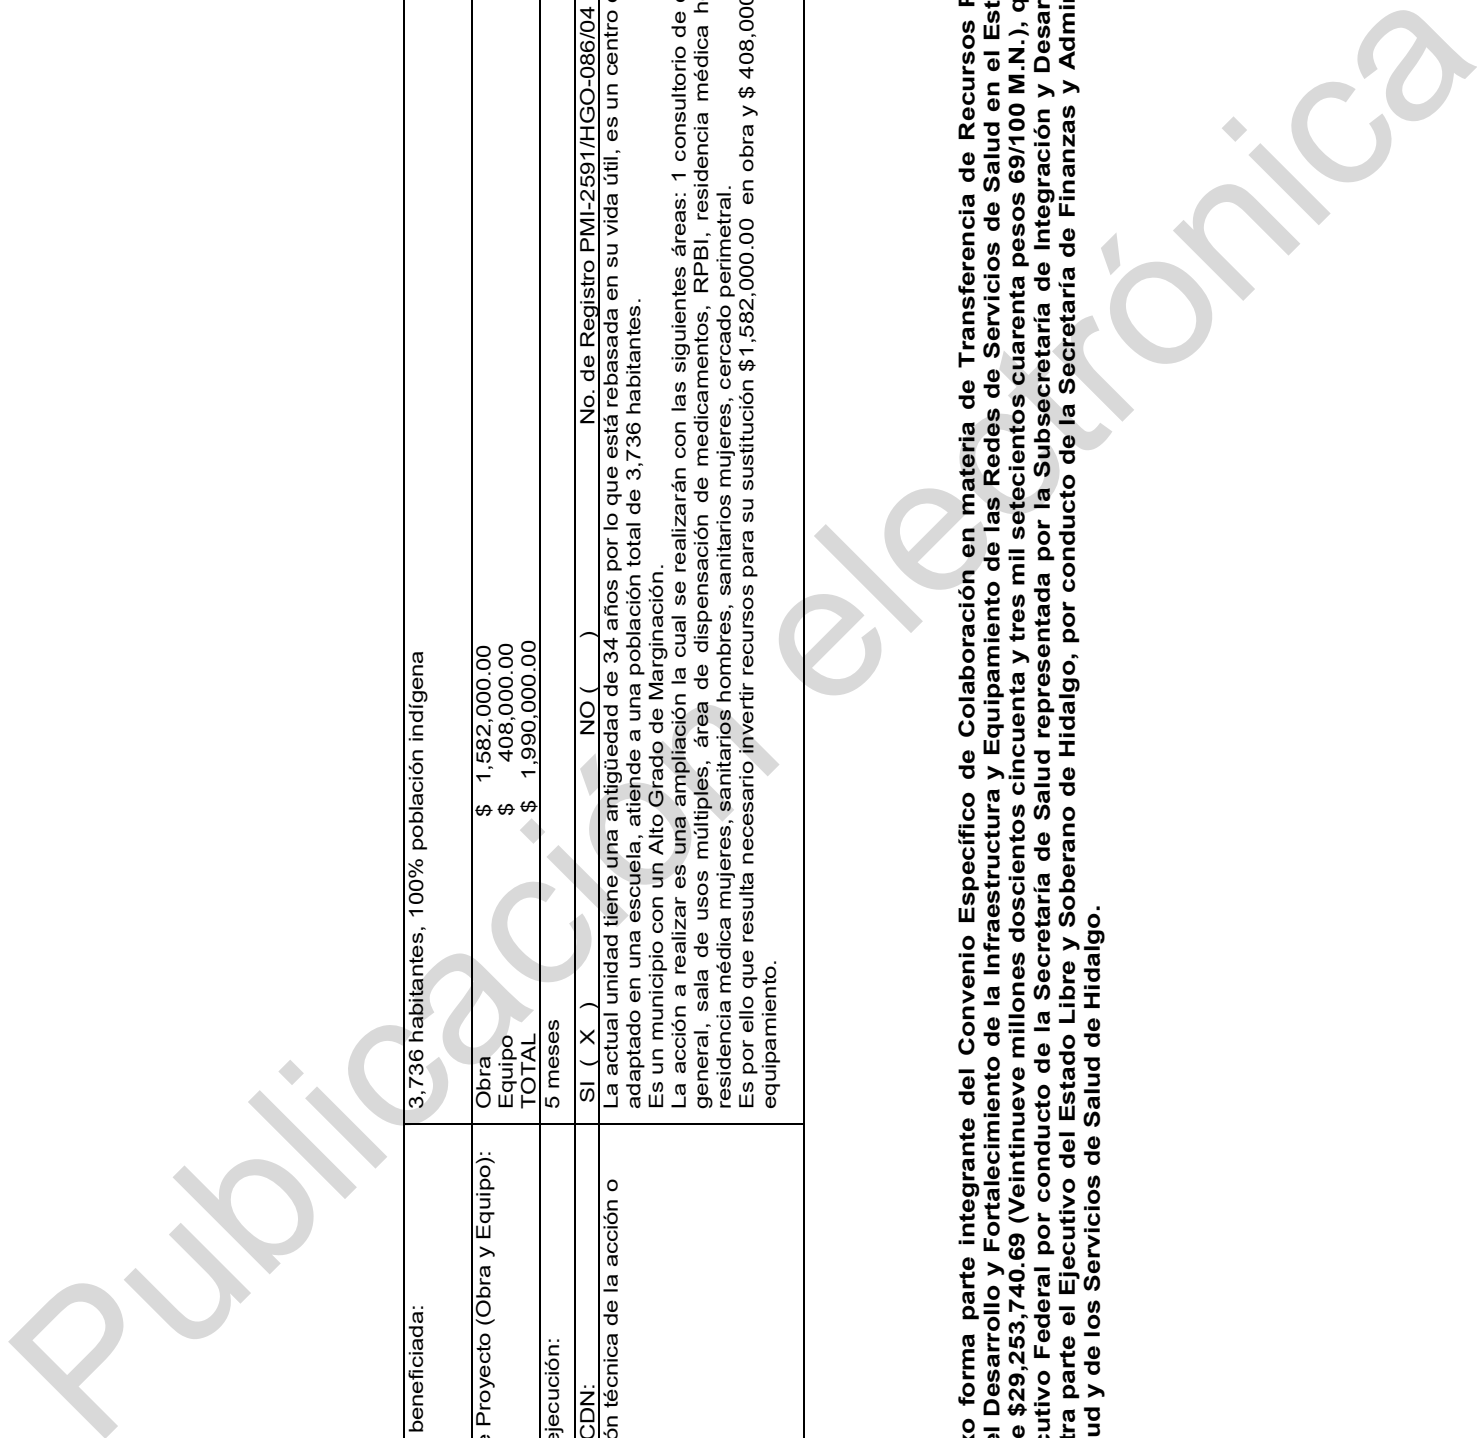 beneficiada:
3,736 habitantes, 100% población indígena
Proyecto (Obra y Equipo):
Obra $ 1,582,000.00
Equipo $ 408,000.00
TOTAL $ 1,990,000.00
ejecución:
5 meses
CDN:
SI ( X ) NO ( ) No. de Registro PMI-2591/HGO-086/04
técnica de la acción o
La actual unidad tiene una antigüedad de 34 años por lo que está rebasada en su vida útil, es un centro
adaptado en una escuela, atiende a una población total de 3,736 habitantes.
Es un municipio con un Alto Grado de Marginación.
La acción a realizar es una ampliación la cual se realizarán con las siguientes áreas: 1 consultorio de
general, sala de usos múltiples, área de dispensación de medicamentos, RPBI, residencia médica
residencia médica mujeres, sanitarios hombres, sanitarios mujeres, cercado perimetral.
Es por ello que resulta necesario invertir recursos para su sustitución $1,582,000.00 en obra y $ 408,000
equipamiento.
forma parte integrante del Convenio Específico de Colaboración en materia de Transferencia de Recursos
Desarrollo y Fortalecimiento de la Infraestructura y Equipamiento de las Redes de Servicios de Salud en el
$29,253,740.69 (Veintinueve millones doscientos cincuenta y tres mil setecientos cuarenta pesos 69/100 M.N.),
Federal por conducto de la Secretaría de Salud representada por la Subsecretaría de Integración y
parte el Ejecutivo del Estado Libre y Soberano de Hidalgo, por conducto de la Secretaría de Finanzas y
y de los Servicios de Salud de Hidalgo.
Publicación electrónica